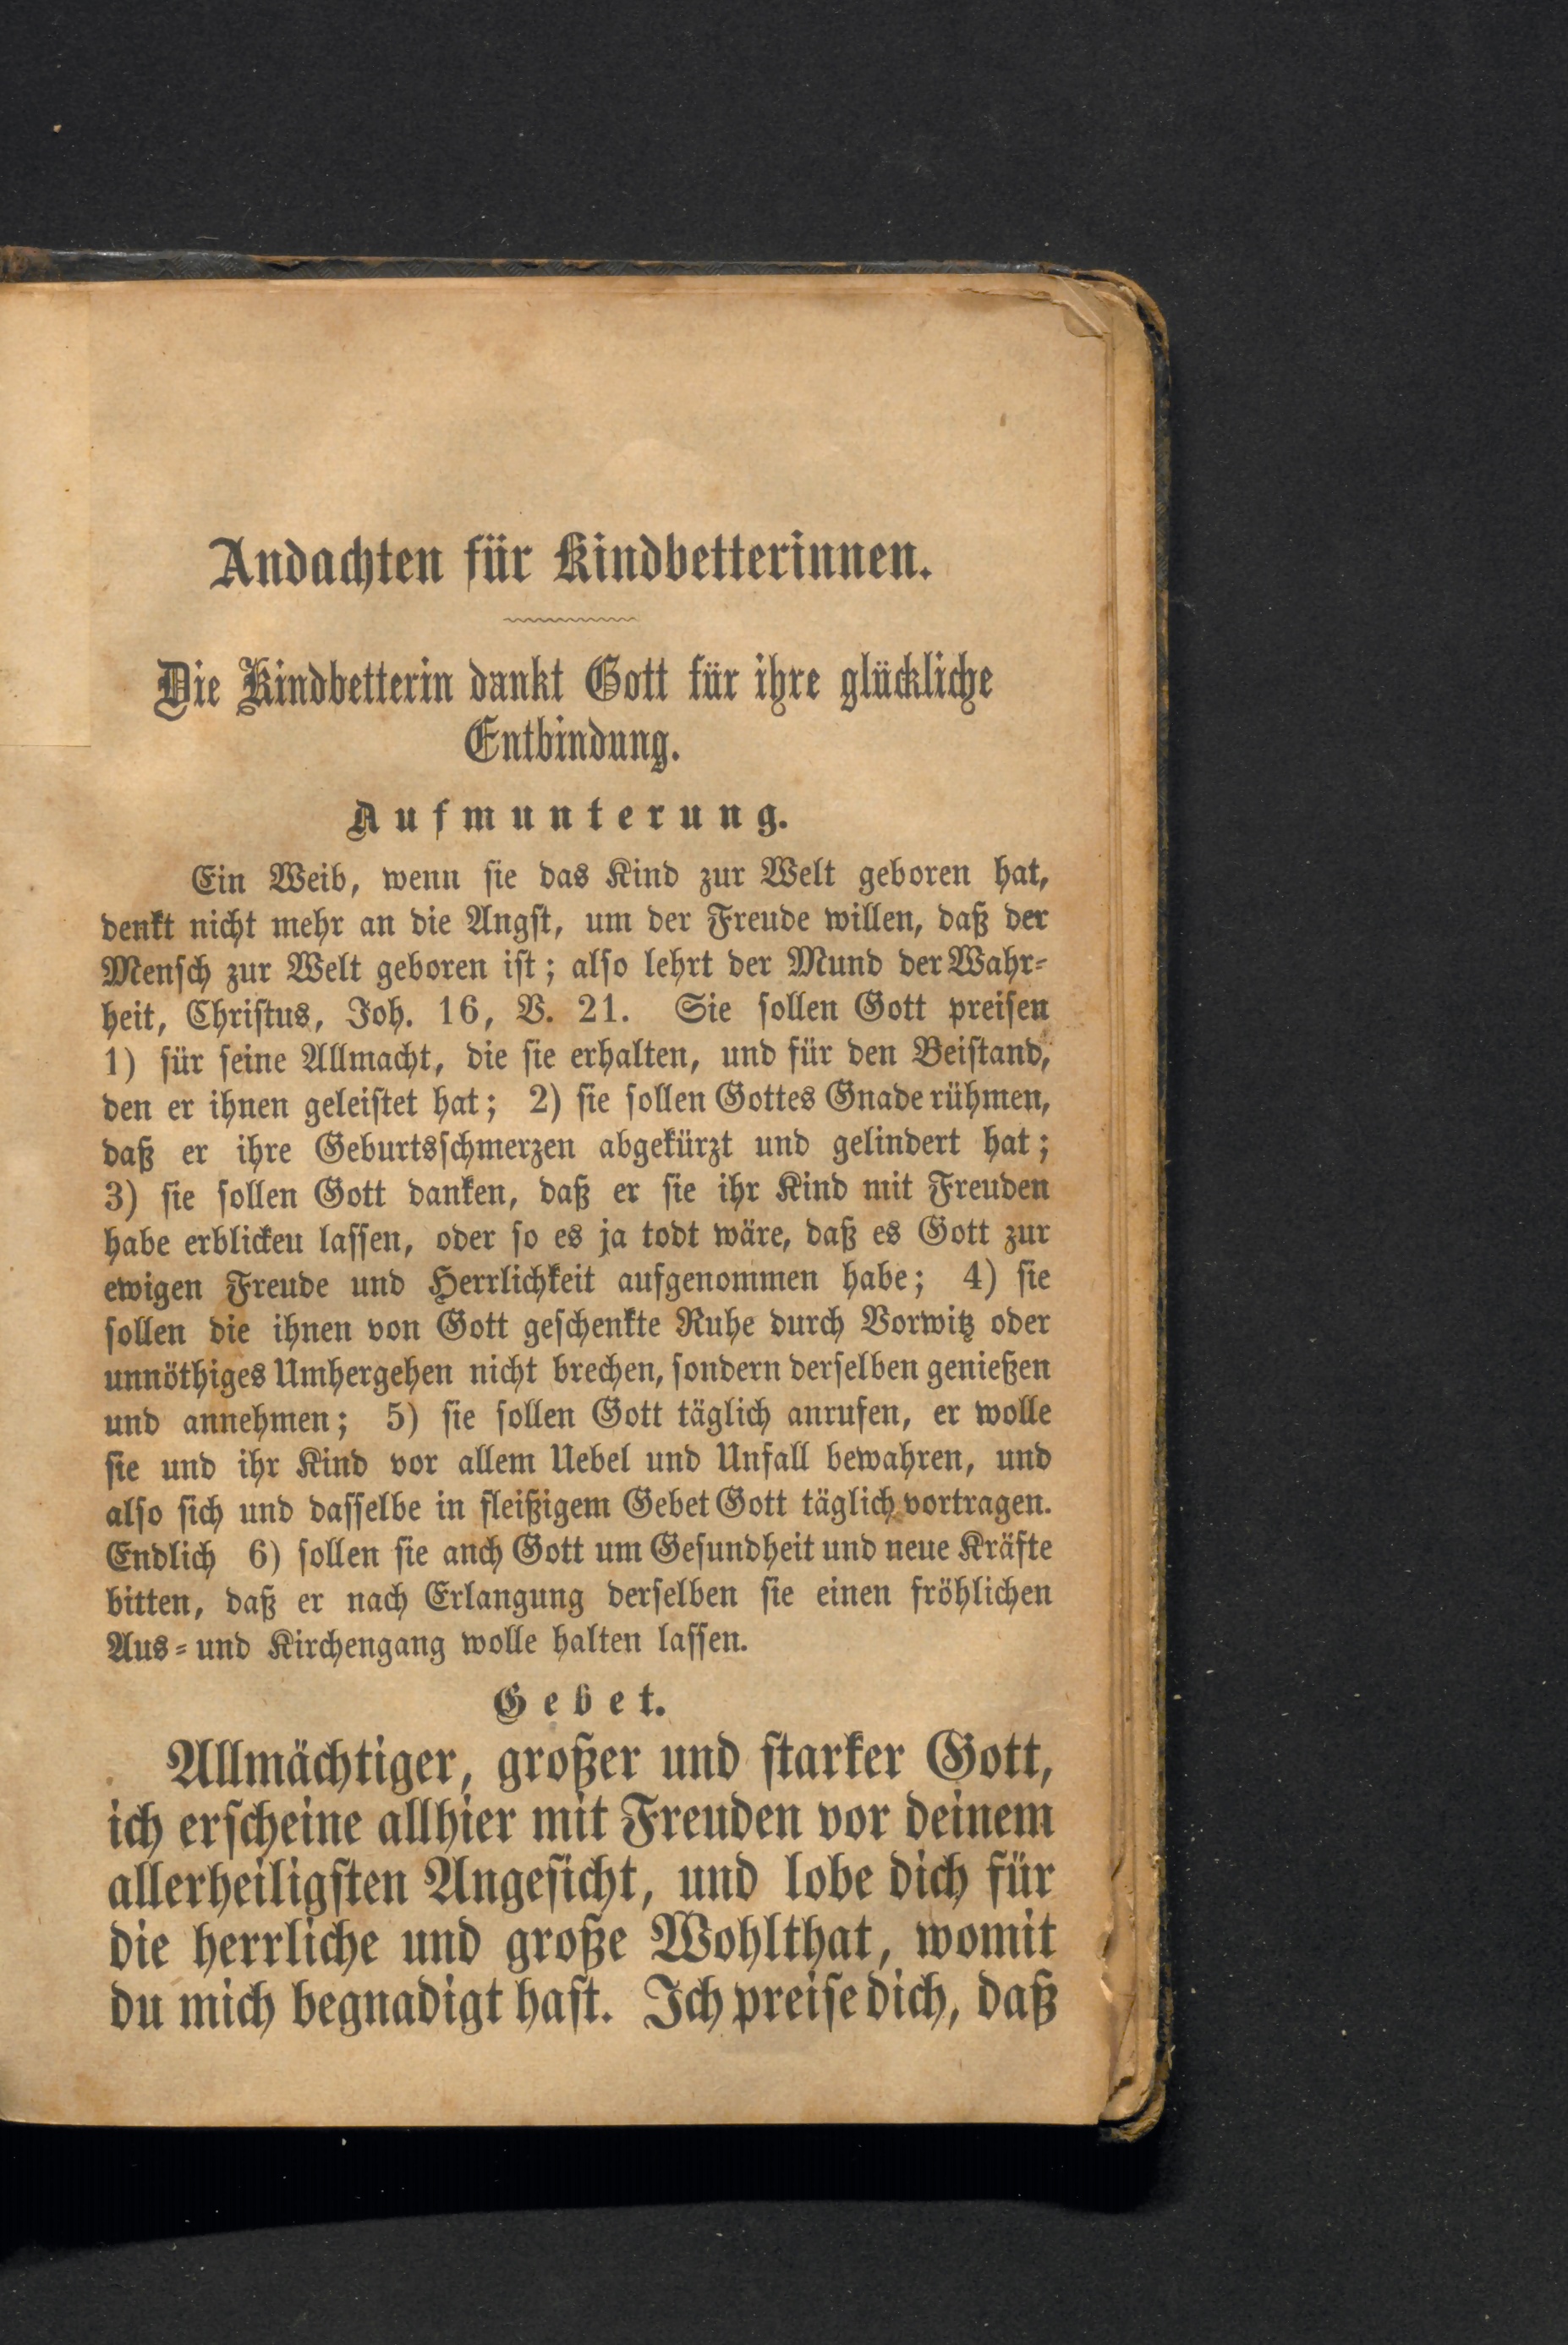 Andachten für Kindbetterinnen.
Die Kindbetterin dankt Gott für ihre glückliche
Entbindung.
Aufmunterung.
Ein Weib, wenn sie das Kind zur Welt geboren hat,
denkt nicht mehr an die Angst, um der Freude willen, daß der
Mensch zur Welt geboren ist; also lehrt der Mund der Wahr-
heit, Christus, Joh. 16, V. 21. Sie sollen Gott preisen
1) für seine Allmacht, die sie erhalten, und für den Beistand,
den er ihnen geleistet hat; 2) sie sollen Gottes Gnade rühmen,
daß er ihre Geburtsschmerzen abgekürzt und gelindert hat;
3) sie sollen Gott danken, daß er sie ihr Kind mit Freuden
habe erblicken lassen, oder so es ja todt wäre, daß es Gott zur
ewigen Freude und Herrlichkeit aufgenommen habe; 4) sie
sollen die ihnen von Gott geschenkte Ruhe durch Vorwitz oder
unnöthiges Umhergehen nicht brechen, sondern derselben genießen
und annehmen; 5) sie sollen Gott täglich anrufen, er wolle
sie und ihr Kind vor allem Uebel und Unfall bewahren, und
also sich und dasselbe in fleißigem Gebet Gott täglich vortragen.
Endlich 6) sollen sie anch Gott um Gesundheit und neue Kräfte
bitten, daß er nach Erlangung derselben sie einen fröhlichen
Aus- und Kirchengang wolle halten lassen.
Gebet.
Allmächtiger, großer und starker Gott,
ich erscheine allhier mit Freuden vor deinem
allerheiligsten Angesicht, und lobe dich für
die herrliche und große Wohlthat, womit
du mich begnadigt hast. Ich preise dich, daß